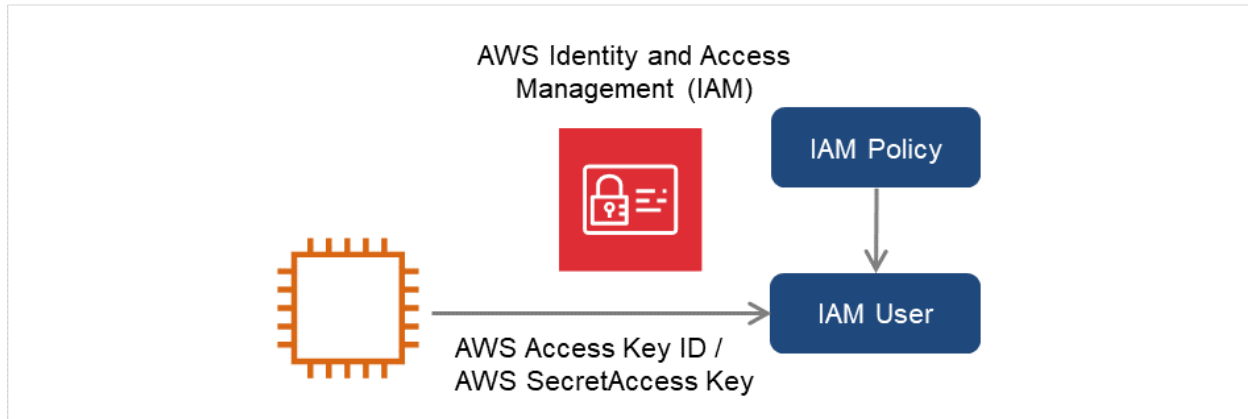 AWS Identity and Access
Management (IAM)
IAM Policy
IAM User
AWS Access Key ID /
AWS SecretAccess Key